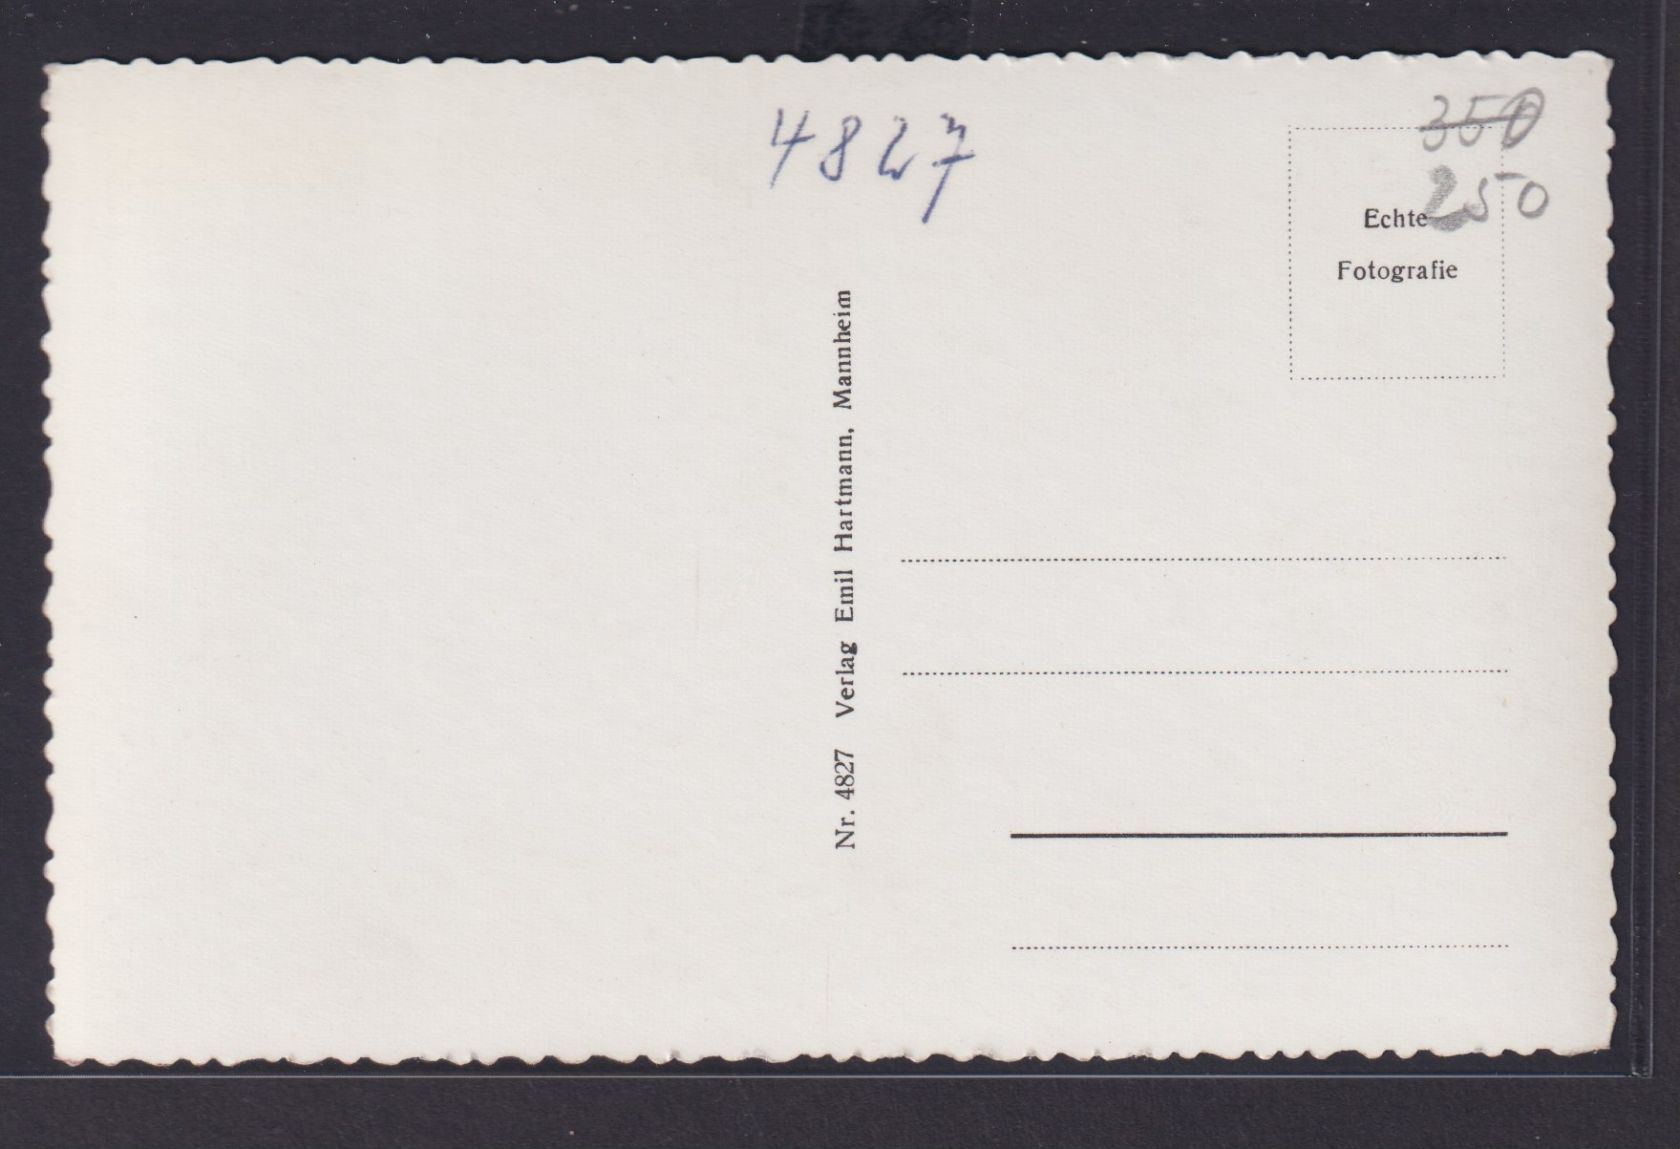 4827
350
250
Echte
Fotografie
Nr. 4827 Verlag Emil Hartmann, Mannheim